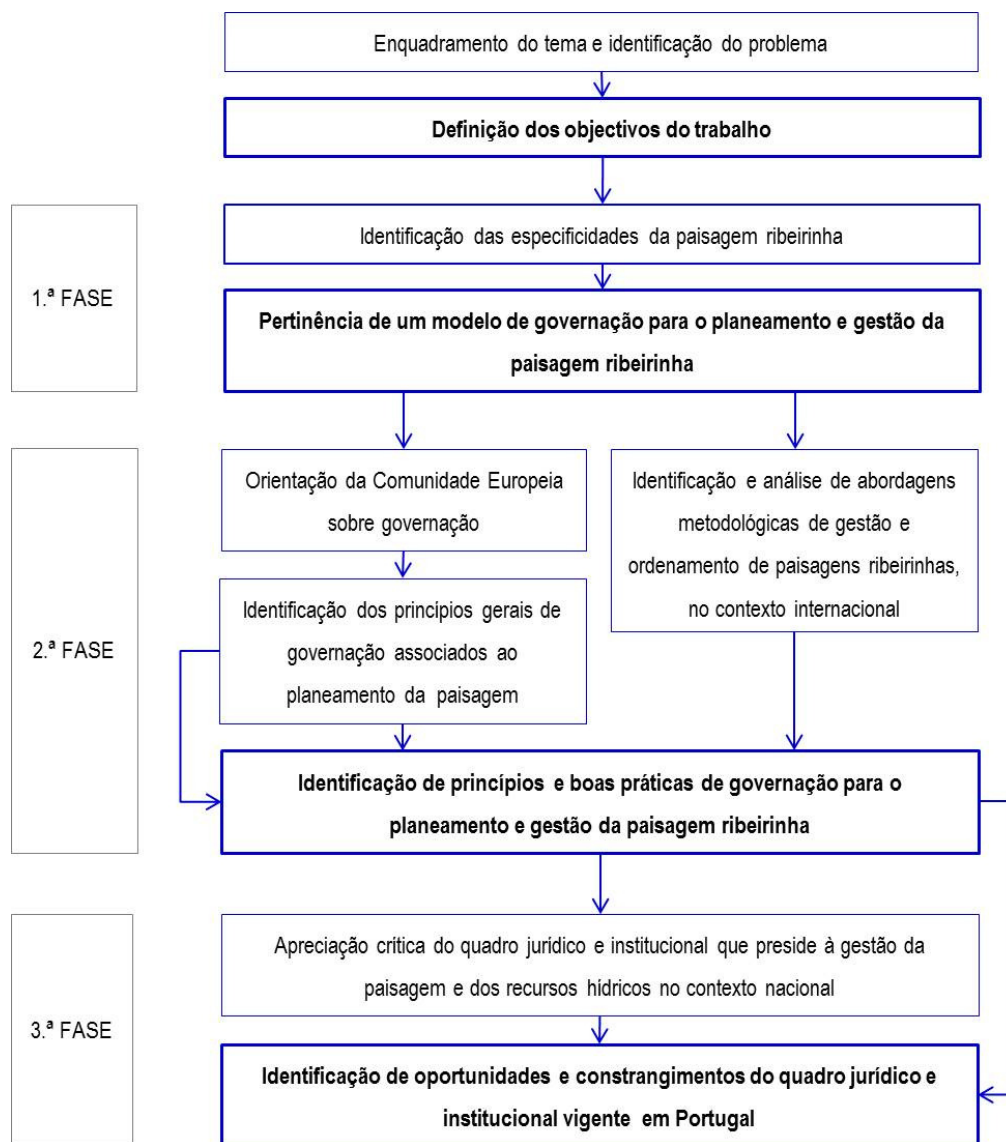 Enquadramento do tema e identificação do problema
Definição dos objectivos do trabalho
1.ª FASE
Identificação das especificidades da paisagem ribeirinha
Pertinência de um modelo de governação para o planeamento e gestão da
paisagem ribeirinha
2.ª FASE
Orientação da Comunidade Europeia
sobre governação
Identificação dos princípios gerais de
governação associados ao
planeamento da paisagem
Identificação e análise de abordagens
metodológicas de gestão e
ordenamento de paisagens ribeirinhas,
no contexto internacional
Identificação de princípios e boas práticas de governação para o
planeamento e gestão da paisagem ribeirinha
3.ª FASE
Apreciação crítica do quadro jurídico e institucional que preside à gestão da
paisagem e dos recursos hídricos no contexto nacional
Identificação de oportunidades e constrangimentos do quadro jurídico e
institucional vigente em Portugal